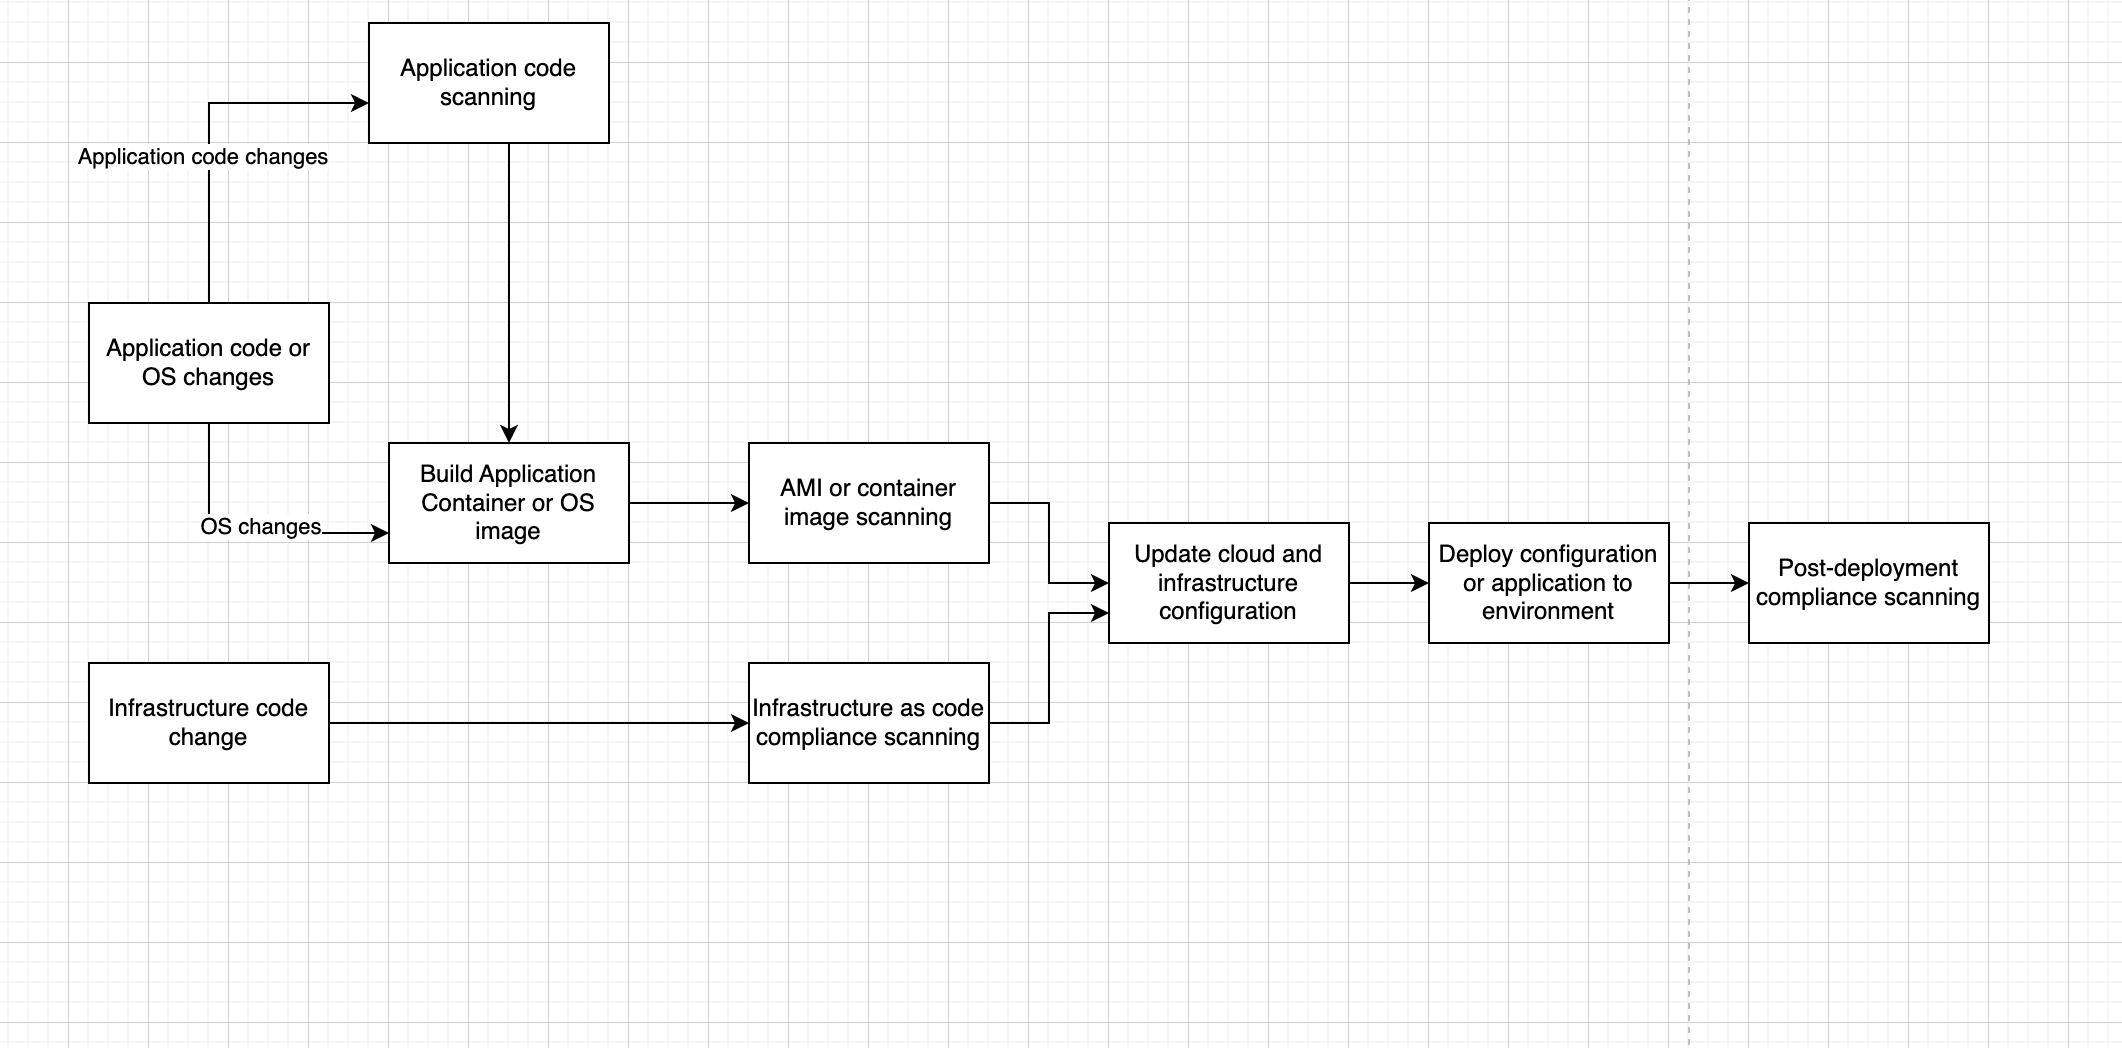 Application code
scanning
Application code changes
Application code or
OS changes
OS changes
Build Application
Container or OS
image
AMI or container
image scanning
Update cloud and
infrastructure
configuration
Deploy configuration
or application to
environment
Post-deployment
compliance scanning
Infrastructure code
change
Infrastructure as code
compliance scanning